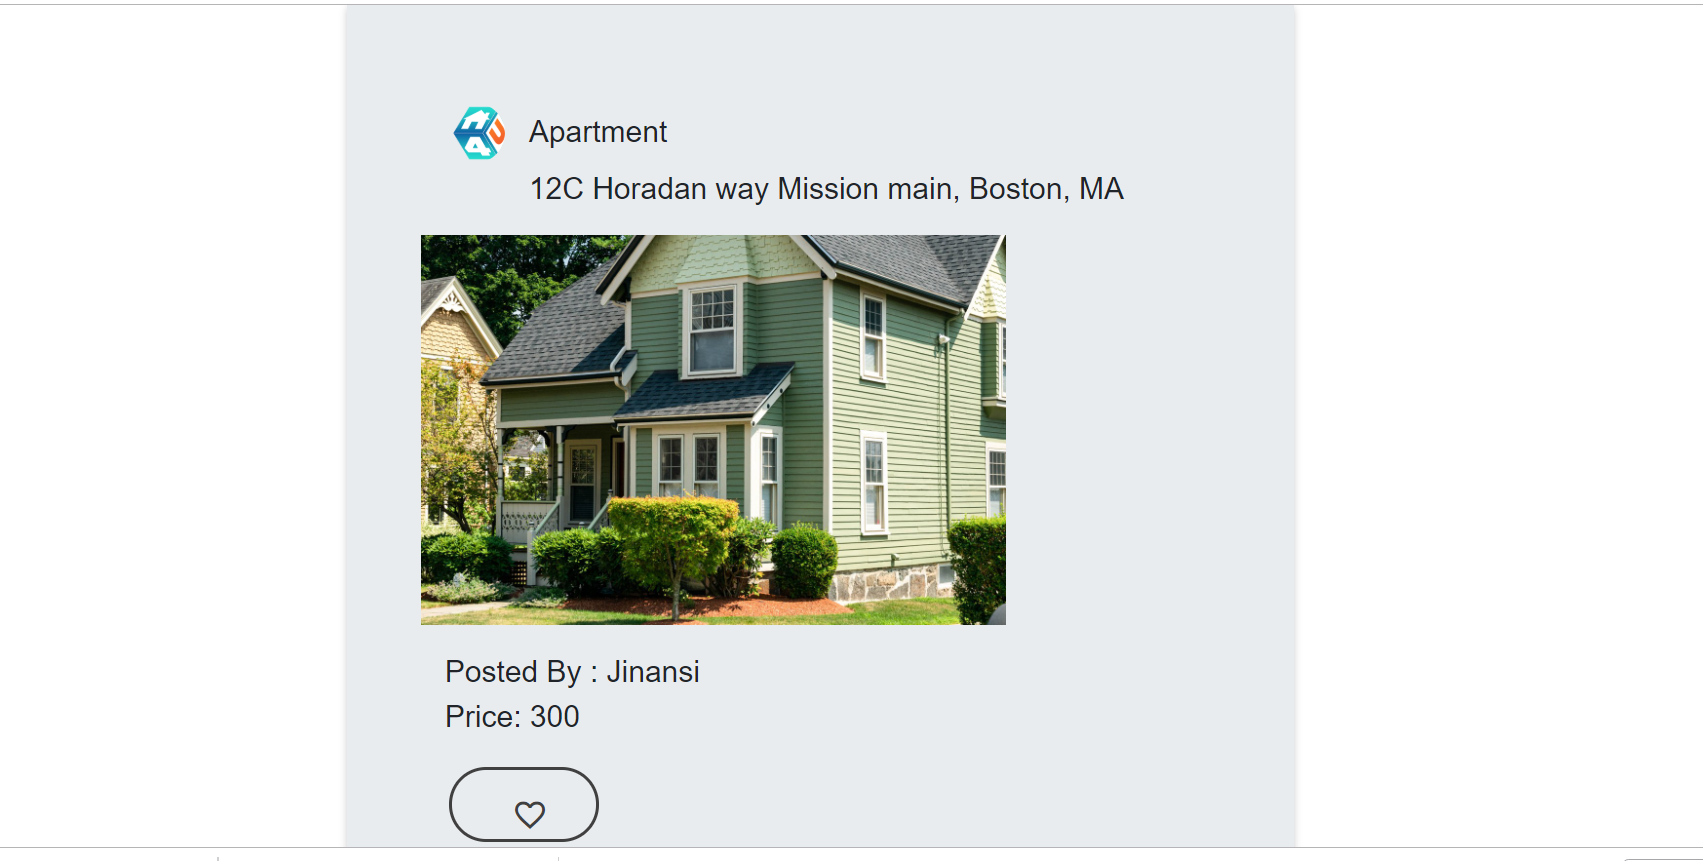 Apartment
12C Horadan way Mission main, Boston, MA
Posted By : Jinansi
Price: 300